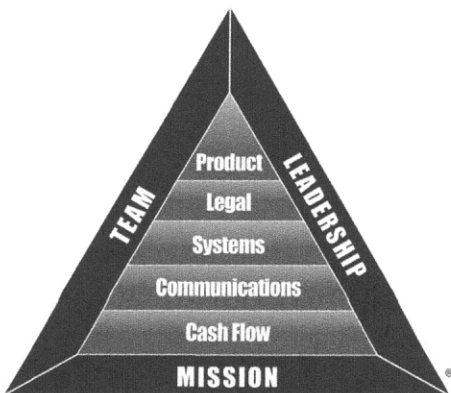 Product
Legal
Systems
Communications
Cash Flow
TEAM
LEADERSHIP
MISSION
®